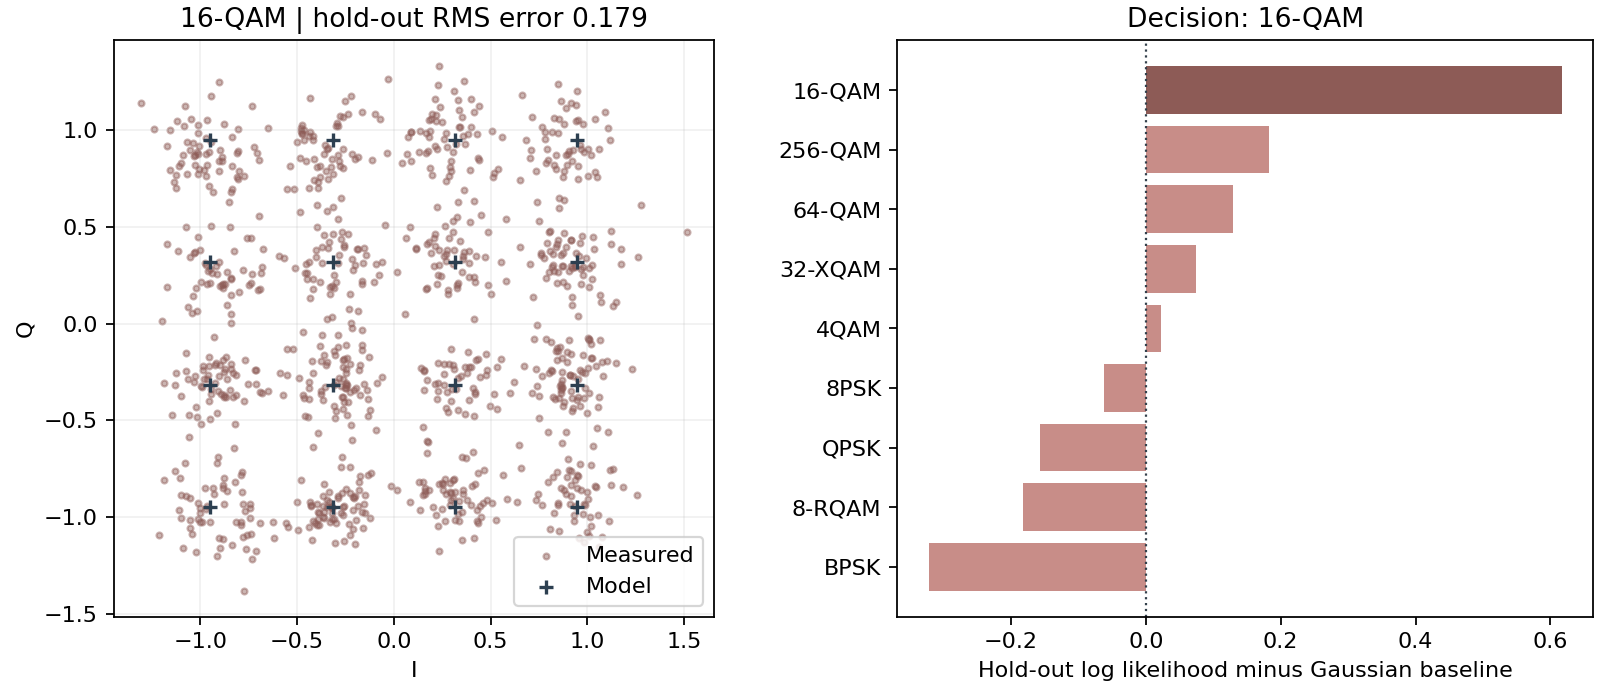 16-QAM | hold-out RMS error 0.179
Q
1.0
0.5
0.0
−0.5
−1.0
−1.5
−1.0
−0.5
0.0
0.5
1.0
1.5
I
Measured
Model
Decision: 16-QAM
16-QAM
256-QAM
64-QAM
32-XQAM
4QAM
8PSK
QPSK
8-RQAM
BPSK
−0.2
0.0
0.2
0.4
0.6
Hold-out log likelihood minus Gaussian baseline